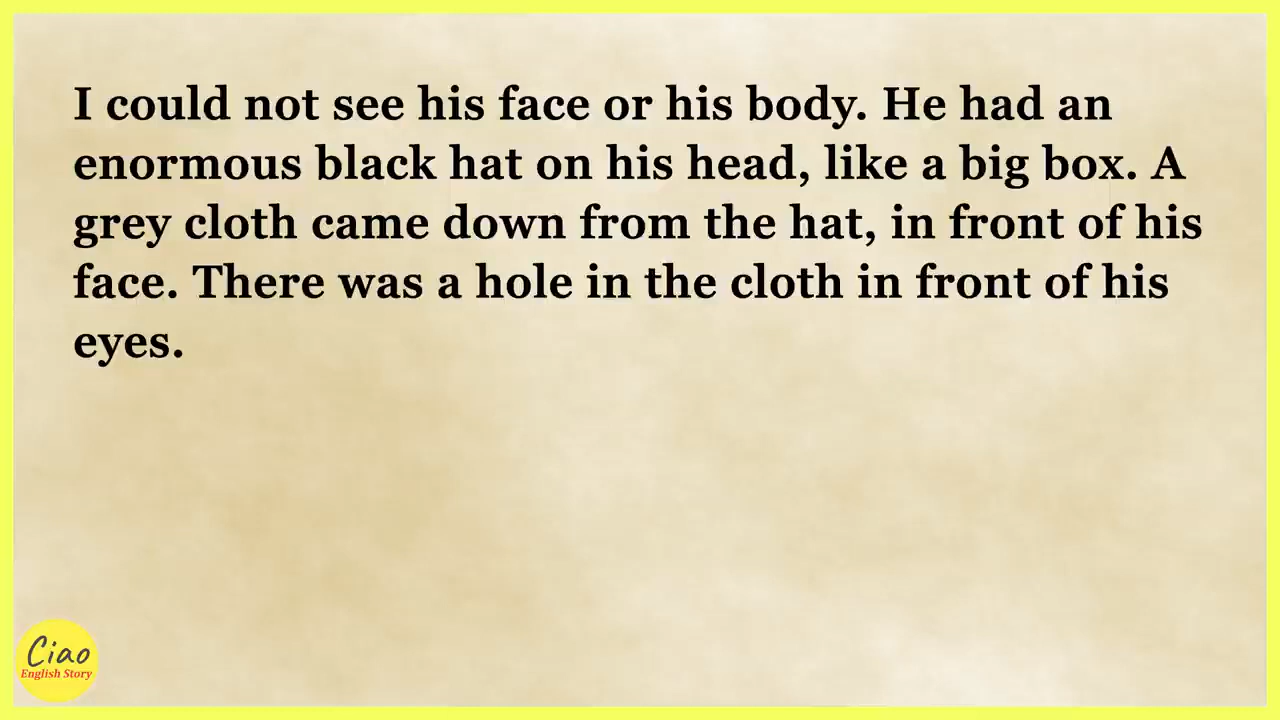 I could not see his face or his body. He had an
enormous black hat on his head, like a big box. A
grey cloth came down from the hat, in front of his
face. There was a hole in the cloth in front of his
eyes.
Ciao
English Story